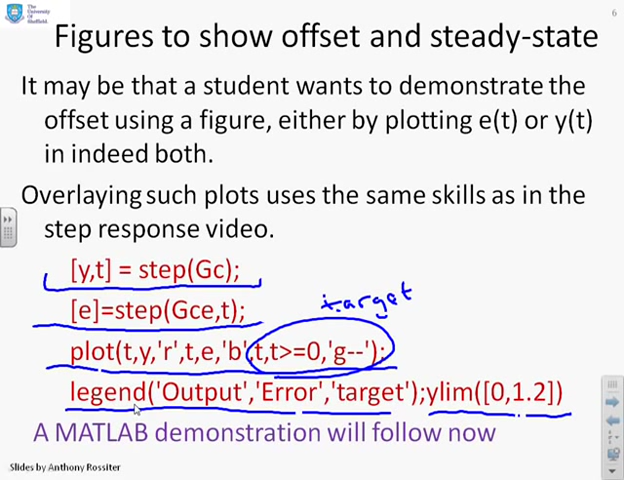 The
University
Of
Sheffield.
6
Figures to show offset and steady-state
It may be that a student wants to demonstrate the
offset using a figure, either by plotting e(t) or y(t)
in indeed both.
Overlaying such plots uses the same skills as in the
step response video.
[y,t] = step(Gc);
target
[e]=step(Gce,t);
plot(t,y,'r',t,e,'b',t,t>=0,'g--');
legend('Output','Error','target');ylim([0,1.2])
A MATLAB demonstration will follow now
Slides by Anthony Rossiter